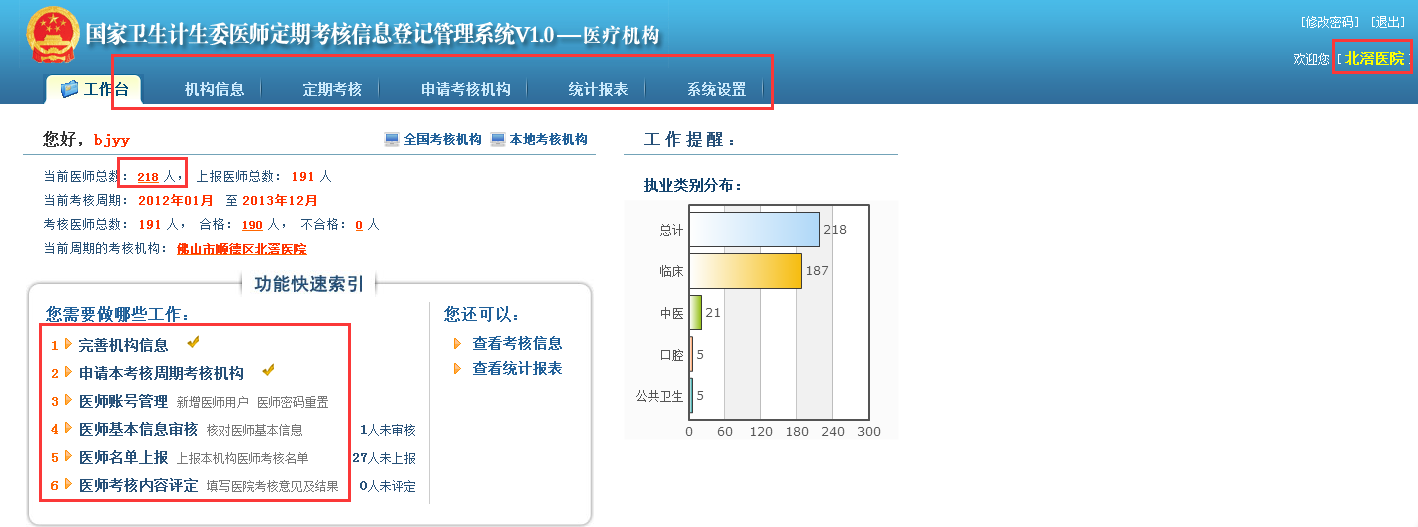 国家卫生计生委医师定期考核信息登记管理系统V1.0—医疗机构
[修改密码] [退出]
欢迎您 [ 北滘医院 ]
工作台 机构信息 定期考核 申请考核机构 统计报表 系统设置
您好，bjyy 全国考核机构 本地考核机构
当前医师总数： 218 人， 上报医师总数： 191 人
当前考核周期： 2012年01月 至 2013年12月
考核医师总数： 191 人， 合格： 190 人， 不合格： 0 人
当前周期的考核机构： 佛山市顺德区北滘医院
功能快速索引
您需要做哪些工作：
1 完善机构信息
2 申请本考核周期考核机构
3 医师账号管理 新增医师用户 医师密码重置
4 医师基本信息审核 核对医师基本信息 1人未审核
5 医师名单上报 上报本机构医师考核名单 27人未上报
6 医师考核内容评定 填写医院考核意见及结果 0人未评定
您还可以：
查看考核信息
查看统计报表
工作提醒：
执业类别分布：
总计 218
临床 187
中医 21
口腔 5
公共卫生 5
0 60 120 180 240 300